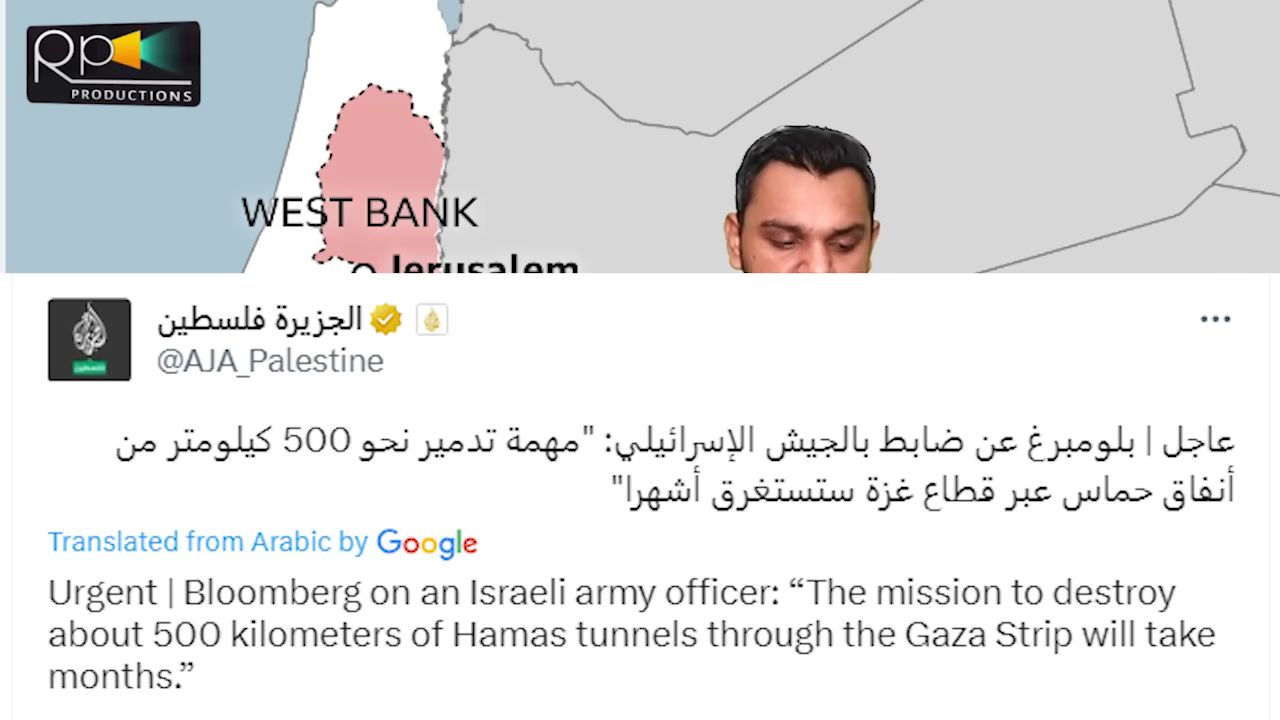 Rp
PRODUCTIONS
WEST BANK
Jerusalem
الجزيرة فلسطين
@AJA_Palestine
عاجل | بلومبرغ عن ضابط بالجيش الإسرائيلي: "مهمة تدمير نحو 500 كيلومتر من
أنفاق حماس عبر قطاع غزة ستستغرق أشهرا"
Translated from Arabic by Google
Urgent | Bloomberg on an Israeli army officer: “The mission to destroy
about 500 kilometers of Hamas tunnels through the Gaza Strip will take
months.”